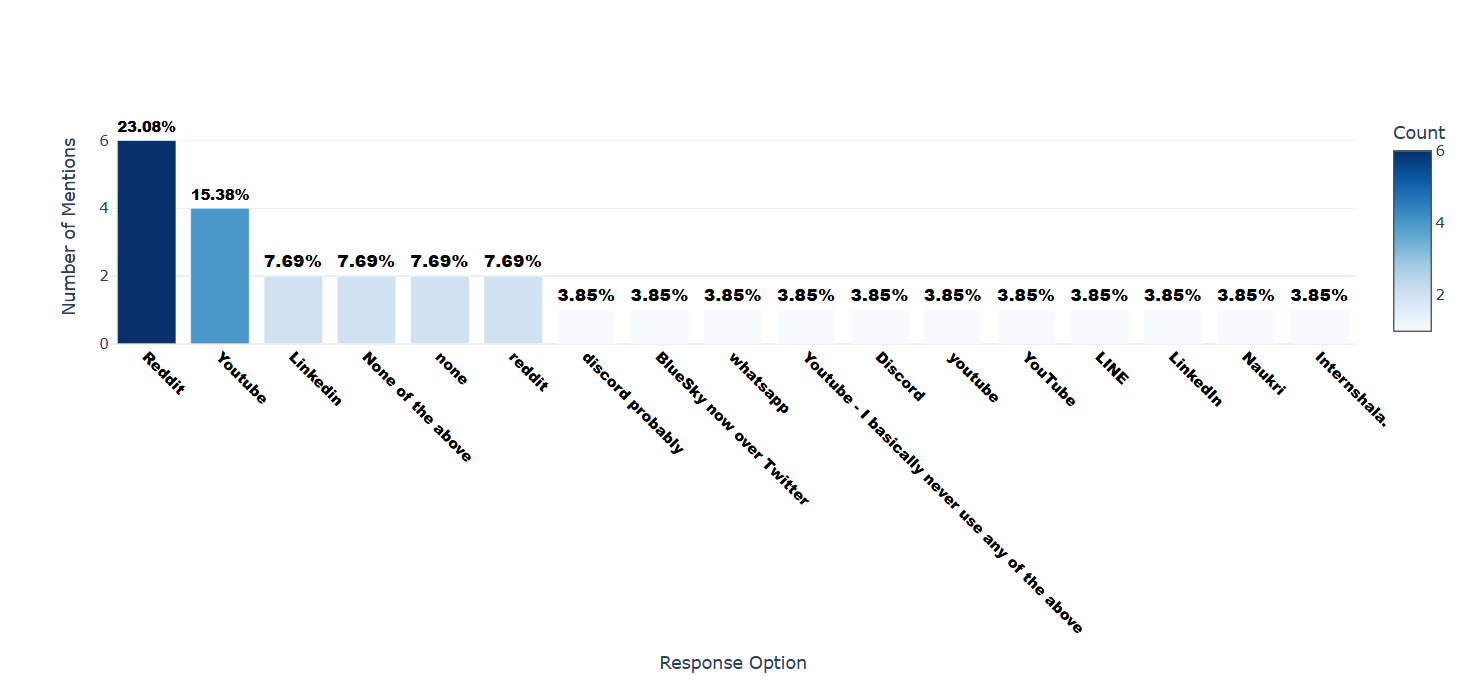 23.08%
15.38%
7.69%
7.69%
7.69%
7.69%
3.85%
3.85%
3.85%
3.85%
3.85%
3.85%
3.85%
3.85%
3.85%
3.85%
3.85%
Number of Mentions
6
4
2
0
Reddit
Youtube
Linkedin
None of the above
none
reddit
discord probably
BlueSky now over Twitter
whatsapp
Youtube - I basically never use any of the above
Discord
youtube
YouTube
LINE
LinkedIn
Naukri
Internshala.
Response Option
Count
6
4
2